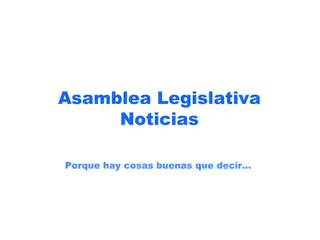 Asamblea Legislativa
Noticias
Porque hay cosas buenas que decir...